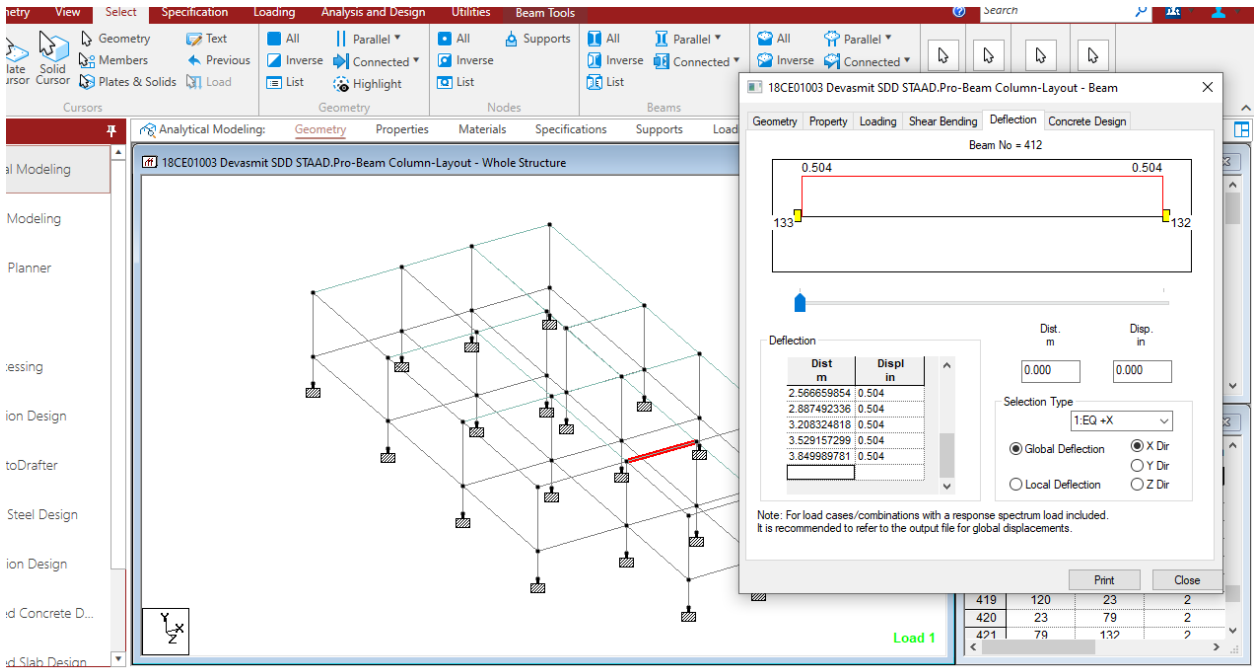 metry View Select Specification Loading Analysis and Design Utilities Beam Tools Search
Geometry Text All Parallel All Supports All Parallel All Parallel
Members Previous Inverse Connected Inverse Inverse Connected Inverse Connected
Plates & Solids Load List Highlight List List
late Solid
ursor Cursor
Cursors Geometry Nodes Beams
Analytical Modeling: Geometry Properties Materials Specifications Supports Load
al Modeling
Modeling
Planner
essing
ion Design
toDrafter
Steel Design
ion Design
ed Concrete D...
ed Slab Design
18CE01003 Devasmit SDD STAAD.Pro-Beam Column-Layout - Whole Structure
Y
X
Z
Load 1
18CE01003 Devasmit SDD STAAD.Pro-Beam Column-Layout - Beam
Geometry Property Loading Shear Bending Deflection Concrete Design
Beam No = 412
0.504 0.504
133 132
Deflection
Dist Displ
m in
2.566659854 0.504
2.887492336 0.504
3.208324818 0.504
3.529157299 0.504
3.849989781 0.504
Dist. Disp.
m in
0.000 0.000
Selection Type
1:EQ +X
Global Deflection X Dir
Y Dir
Local Deflection Z Dir
Note: For load cases/combinations with a response spectrum load included.
It is recommended to refer to the output file for global displacements.
Print Close
419 120 23 2
420 23 79 2
421 79 132 2